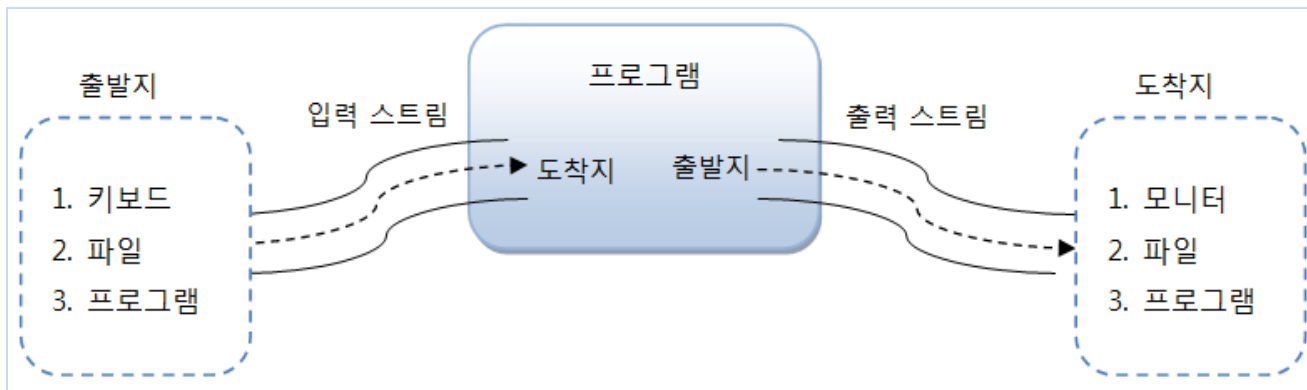 출발지
1. 키보드
2. 파일
3. 프로그램
입력 스트림
프로그램
도착지
출발지
출력 스트림
도착지
1. 모니터
2. 파일
3. 프로그램